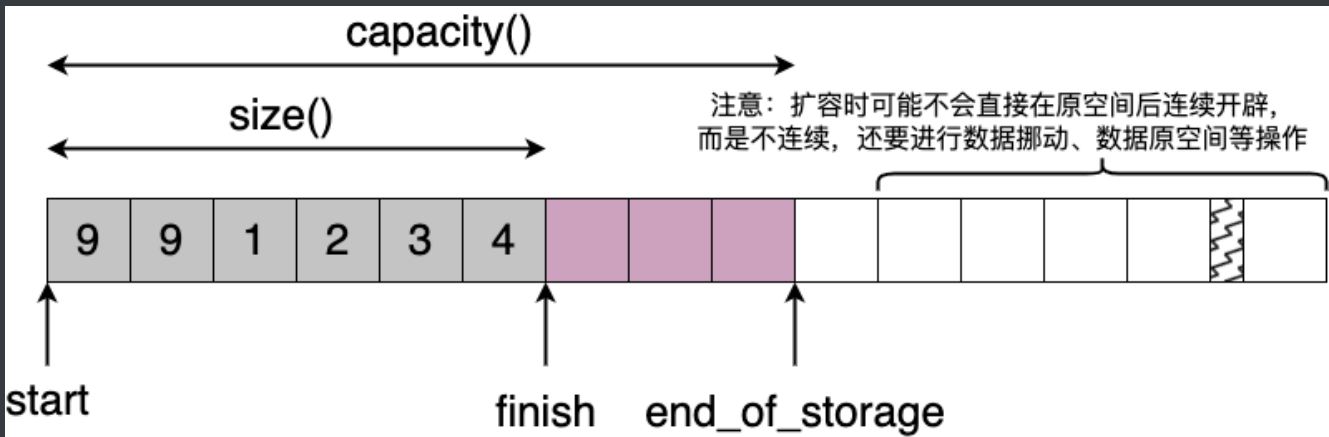 capacity()
size()
注意：扩容时可能不会直接在原空间后连续开辟，
而是不连续，还要进行数据挪动、数据原空间等操作
9 9 1 2 3 4
start
finish
end_of_storage